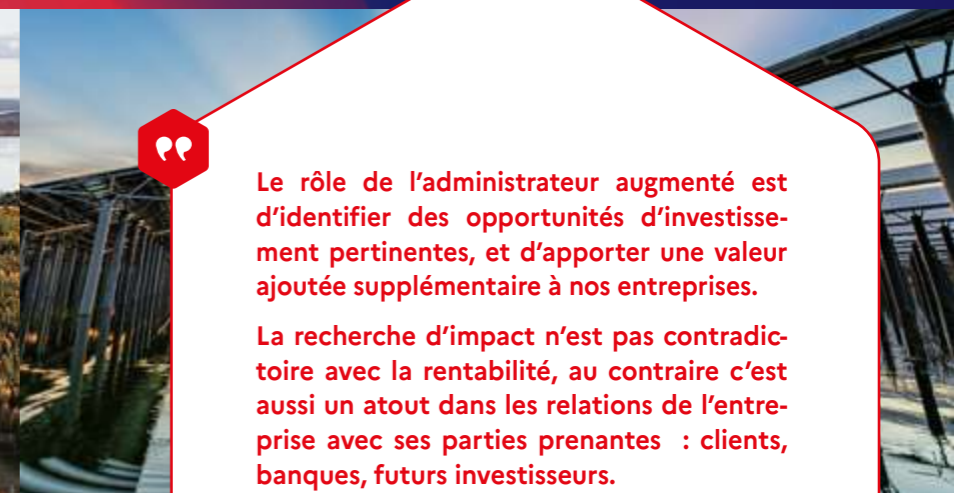 Le rôle de l’administrateur augmenté est
d’identifier des opportunités d’investisse-
ment pertinentes, et d’apporter une valeur
ajoutée supplémentaire à nos entreprises.
La recherche d’impact n’est pas contradic-
toire avec la rentabilité, au contraire c’est
aussi un atout dans les relations de l’entre-
prise avec ses parties prenantes : clients,
banques, futurs investisseurs.